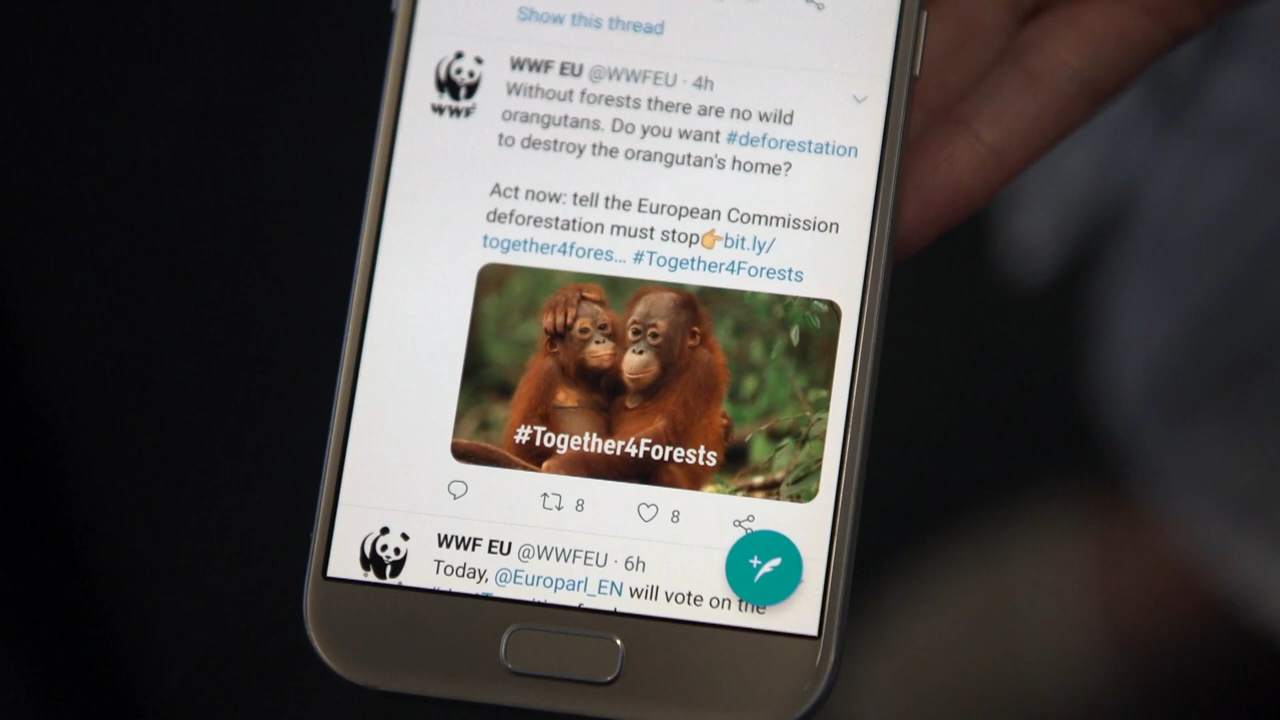 Show this thread
WWF EU @WWFEU · 4h
Without forests there are no wild
orangutans. Do you want #deforestation
to destroy the orangutan's home?
Act now: tell the European Commission
deforestation must stop👉bit.ly/
together4fores... #Together4Forests
#Together4Forests
8 8
WWF
WWF EU @WWFEU · 6h
Today, @Europarl_EN will vote on the